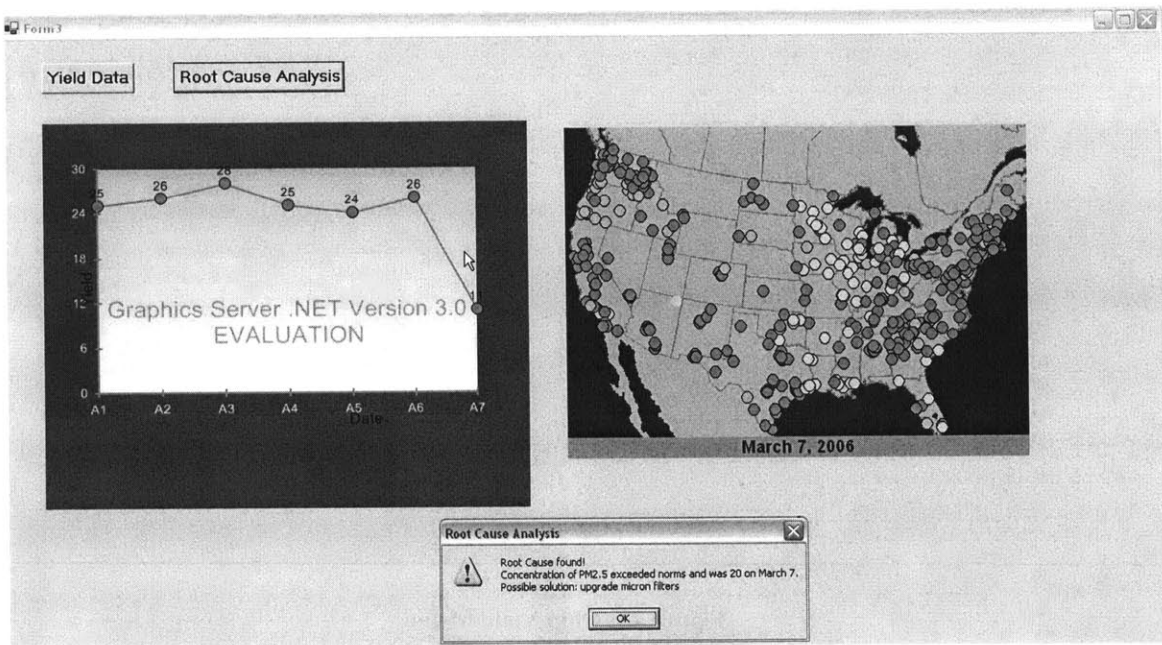 Form3
Yield Data
Root Cause Analysis
30
24
18
12
6
0
25
26
28
25
24
26
Yield
Graphics Server .NET Version 3.0
EVALUATION
A1
A2
A3
A4
A5
A6
A7
Date
March 7, 2006
Root Cause Analysis
Root Cause found!
Concentration of PM2.5 exceeded norms and was 20 on March 7.
Possible solution: upgrade micron filters
OK